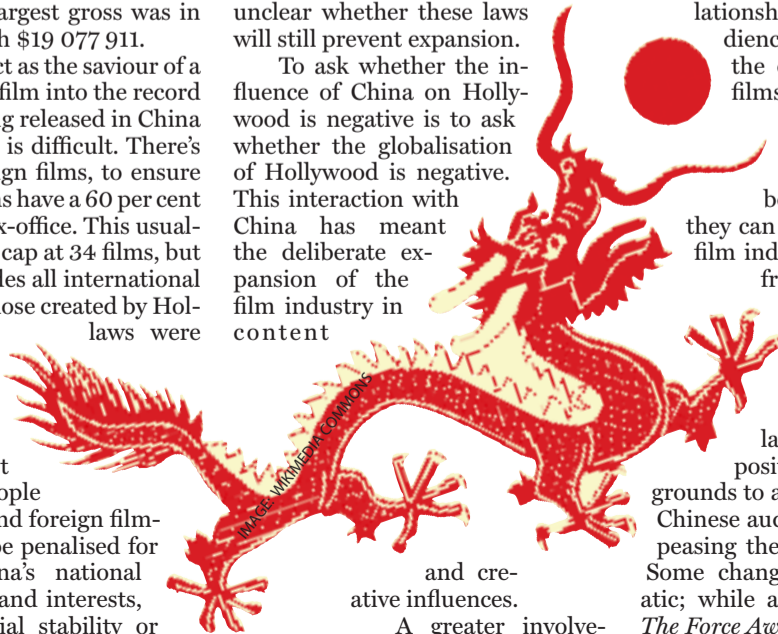 argest gross was in
h $19 077 911.
ct as the saviour of a
film into the record
g released in China
is difficult. There's
gn films, to ensure
s have a 60 per cent
x-office. This usual-
cap at 34 films, but
les all international
ose created by Hol-
laws were
t
ople
nd foreign film-
be penalised for
na's national
and interests,
ial stability or
unclear whether these laws
will still prevent expansion.
To ask whether the in-
fluence of China on Holly-
wood is negative is to ask
whether the globalisation
of Hollywood is negative.
This interaction with
China has meant
the deliberate ex-
pansion of the
film industry in
content
and cre-
ative influences.
A greater involve-
IMAGE: WIKIMEDIA COMMONS
lationsh
dienc
the
films
be
they can
film ind
fr
la
posit
grounds to a
Chinese aud
peasing the
Some chang
atic; while a
The Force Aw